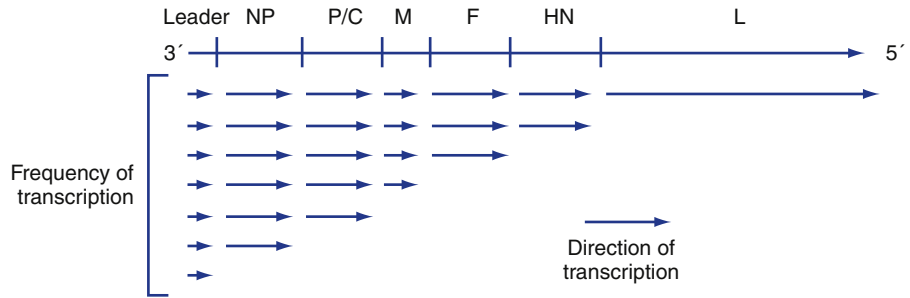 Leader NP P/C M F HN L
3´ 5´
Frequency of
transcription
Direction of
transcription